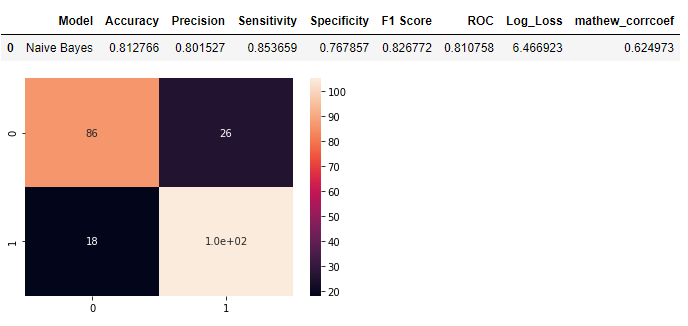 Model Accuracy Precision Sensitivity Specificity F1 Score ROC Log_Loss mathew_corrcoef
0 Naive Bayes 0.812766 0.801527 0.853659 0.767857 0.826772 0.810758 6.466923 0.624973
100
90
0 86 26
80
70
60
50
1 18 1.0e+02
40
30
20
0 1